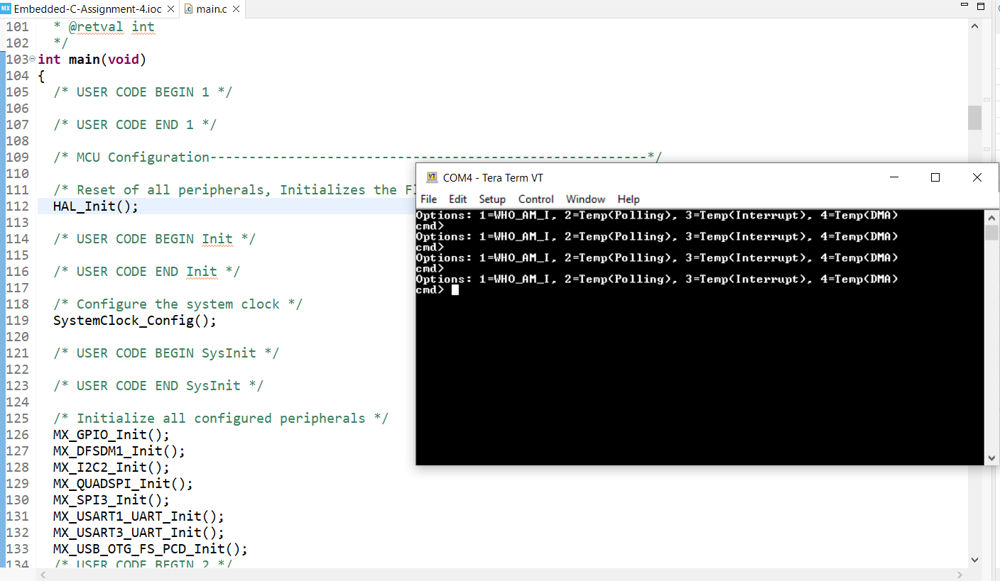 MX Embedded-C-Assignment-4.ioc main.c
101 * @retval int
102 */
103 int main(void)
104 {
105 /* USER CODE BEGIN 1 */
106
107 /* USER CODE END 1 */
108
109 /* MCU Configuration--------------------------------------------------------*/
110
111 /* Reset of all peripherals, Initializes the Fl
112 HAL_Init();
113
114 /* USER CODE BEGIN Init */
115
116 /* USER CODE END Init */
117
118 /* Configure the system clock */
119 SystemClock_Config();
120
121 /* USER CODE BEGIN SysInit */
122
123 /* USER CODE END SysInit */
124
125 /* Initialize all configured peripherals */
126 MX_GPIO_Init();
127 MX_DFSDM1_Init();
128 MX_I2C2_Init();
129 MX_QUADSPI_Init();
130 MX_SPI3_Init();
131 MX_USART1_UART_Init();
132 MX_USART3_UART_Init();
133 MX_USB_OTG_FS_PCD_Init();
134 /* USER CODE BEGIN 2 */
VT COM4 - Tera Term VT
File Edit Setup Control Window Help
Options: 1=WHO_AM_I, 2=Temp(Polling), 3=Temp(Interrupt), 4=Temp(DMA)
cmd>
Options: 1=WHO_AM_I, 2=Temp(Polling), 3=Temp(Interrupt), 4=Temp(DMA)
cmd>
Options: 1=WHO_AM_I, 2=Temp(Polling), 3=Temp(Interrupt), 4=Temp(DMA)
cmd>
Options: 1=WHO_AM_I, 2=Temp(Polling), 3=Temp(Interrupt), 4=Temp(DMA)
cmd>